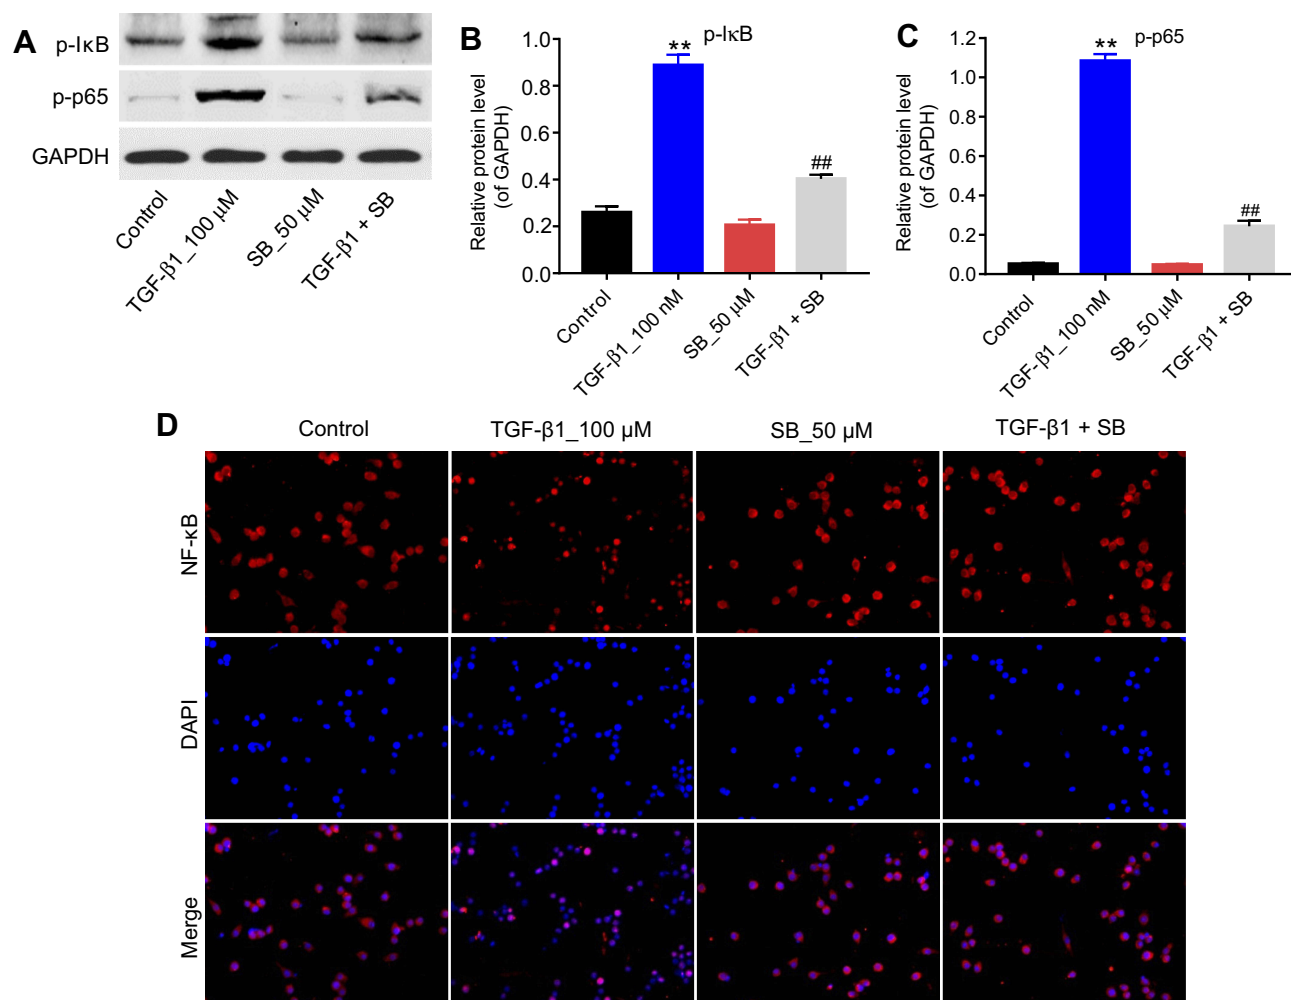 A
p-IκB
p-p65
GAPDH
Control
TGF-β1_100 μM
SB_50 μM
TGF-β1 + SB
B
p-IκB
Relative protein level
(of GAPDH)
1.0
0.8
0.6
0.4
0.2
0.0
**
##
Control
TGF-β1_100 nM
SB_50 μM
TGF-β1 + SB
C
p-p65
Relative protein level
(of GAPDH)
1.2
1.0
0.8
0.6
0.4
0.2
0.0
**
##
Control
TGF-β1_100 nM
SB_50 μM
TGF-β1 + SB
D
Control
TGF-β1_100 μM
SB_50 μM
TGF-β1 + SB
NF-κB
DAPI
Merge